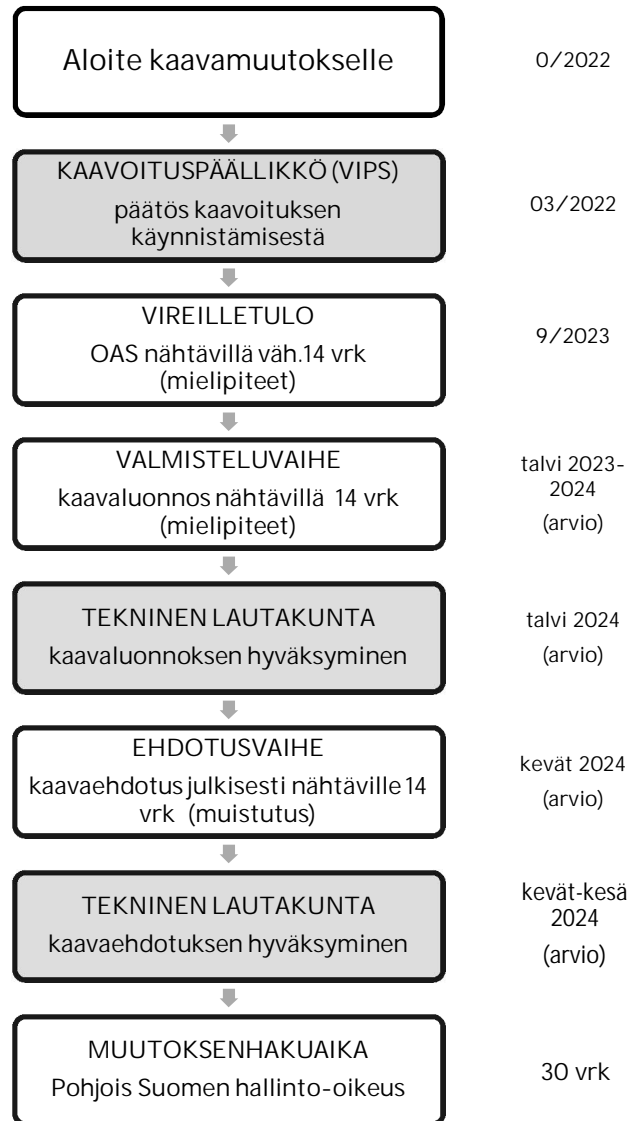 Aloite kaavamuutokselle
0/2022
KAAVOITUSPÄÄLLIKKÖ (VIPS)
päätös kaavoituksen
käynnistämisestä
03/2022
VIREILLETULO
OAS nähtävillä väh.14 vrk
(mielipiteet)
9/2023
VALMISTELUVAIHE
kaavaluonnos nähtävillä 14 vrk
(mielipiteet)
talvi 2023-
2024
(arvio)
TEKNINEN LAUTAKUNTA
kaavaluonnoksen hyväksyminen
talvi 2024
(arvio)
EHDOTUSVAIHE
kaavaehdotus julkisesti nähtäville 14
vrk (muistutus)
kevät 2024
(arvio)
TEKNINEN LAUTAKUNTA
kaavaehdotuksen hyväksyminen
kevät-kesä
2024
(arvio)
MUUTOKSENHAKUAIKA
Pohjois Suomen hallinto-oikeus
30 vrk